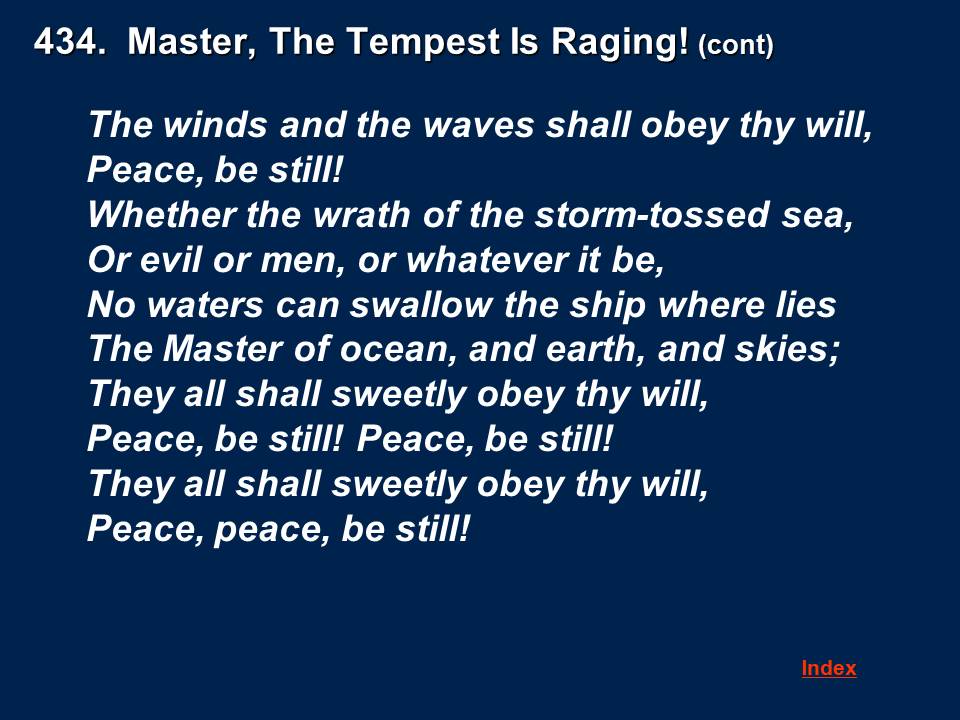 434. Master, The Tempest Is Raging! (cont)
The winds and the waves shall obey thy will,
Peace, be still!
Whether the wrath of the storm-tossed sea,
Or evil or men, or whatever it be,
No waters can swallow the ship where lies
The Master of ocean, and earth, and skies;
They all shall sweetly obey thy will,
Peace, be still! Peace, be still!
They all shall sweetly obey thy will,
Peace, peace, be still!
Index